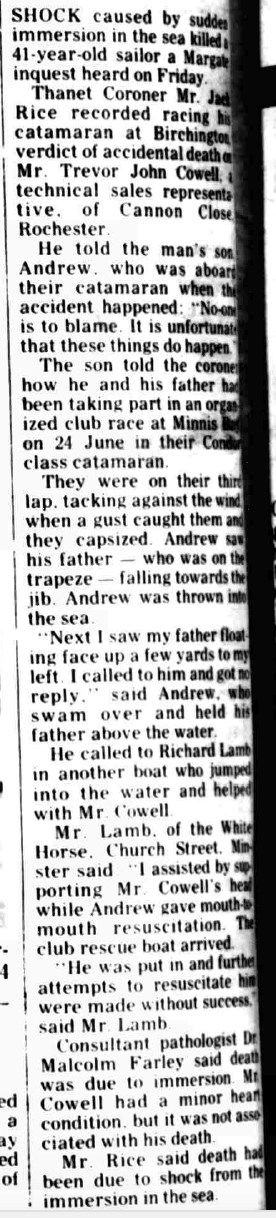 SHOCK caused by sudden
immersion in the sea killed a
41-year-old sailor a Margate
inquest heard on Friday.
Thanet Coroner Mr. Jack
Rice recorded racing his
catamaran at Birchington
verdict of accidental death on
Mr. Trevor John Cowell, a
technical sales representa-
tive, of Cannon Close,
Rochester.
He told the man's son
Andrew, who was aboard
their catamaran when the
accident happened: "No-one
is to blame. It is unfortunate
that these things do happen."
The son told the coroner
how he and his father had
been taking part in an organ-
ized club race at Minnis Bay
on 24 June in their Condor
class catamaran.
They were on their third
lap, tacking against the wind,
when a gust caught them and
they capsized. Andrew saw
his father — who was on the
trapeze — falling towards the
jib. Andrew was thrown into
the sea.
"Next I saw my father float-
ing face up a few yards to my
left. I called to him and got no
reply," said Andrew, who
swam over and held his
father above the water.
He called to Richard Lamb
in another boat who jumped
into the water and helped
with Mr. Cowell.
Mr. Lamb, of the White
Horse, Church Street, Min-
ster said "I assisted by sup-
porting Mr. Cowell's head
while Andrew gave mouth-to-
mouth resuscitation. The
club rescue boat arrived.
"He was put in and further
attempts to resuscitate him
were made without success,"
said Mr. Lamb.
Consultant pathologist Dr.
Malcolm Farley said death
was due to immersion. Mr.
Cowell had a minor heart
condition, but it was not asso-
ciated with his death.
Mr. Rice said death had
been due to shock from the
immersion in the sea.
4
ed
a
ay
ed
of